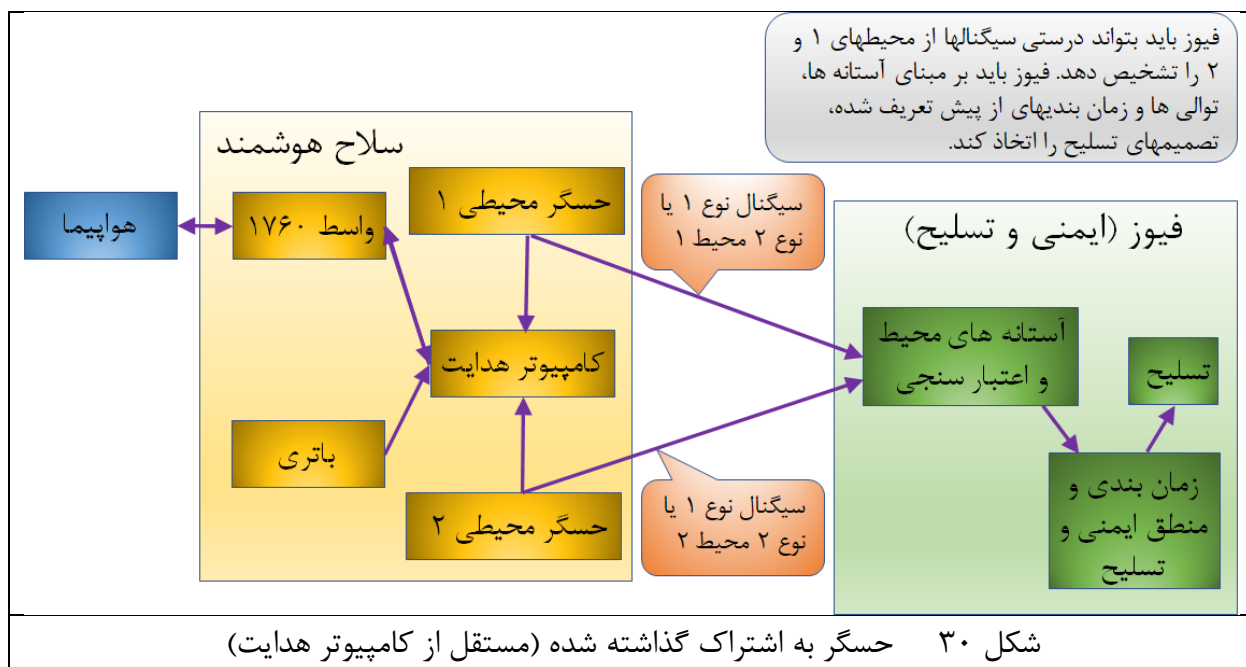 فیوز باید بتواند درستی سیگنالها از محیطهای ۱ و
۲ را تشخیص دهد. فیوز باید بر مبنای آستانه ها،
توالی ها و زمان بندیهای از پیش تعریف شده،
تصمیمهای تسلیح را اتخاذ کند.
سلاح هوشمند
حسگر محیطی ۱
سیگنال نوع ۱ یا
نوع ۲ محیط ۱
هواپیما
واسط ۱۷۶۰
فیوز (ایمنی و تسلیح)
کامپیوتر هدایت
آستانه های محیط
و اعتبار سنجی
تسلیح
باتری
حسگر محیطی ۲
سیگنال نوع ۱ یا
نوع ۲ محیط ۲
زمان بندی و
منطق ایمنی و
تسلیح
شکل ۳۰ حسگر به اشتراک گذاشته شده (مستقل از کامپیوتر هدایت)